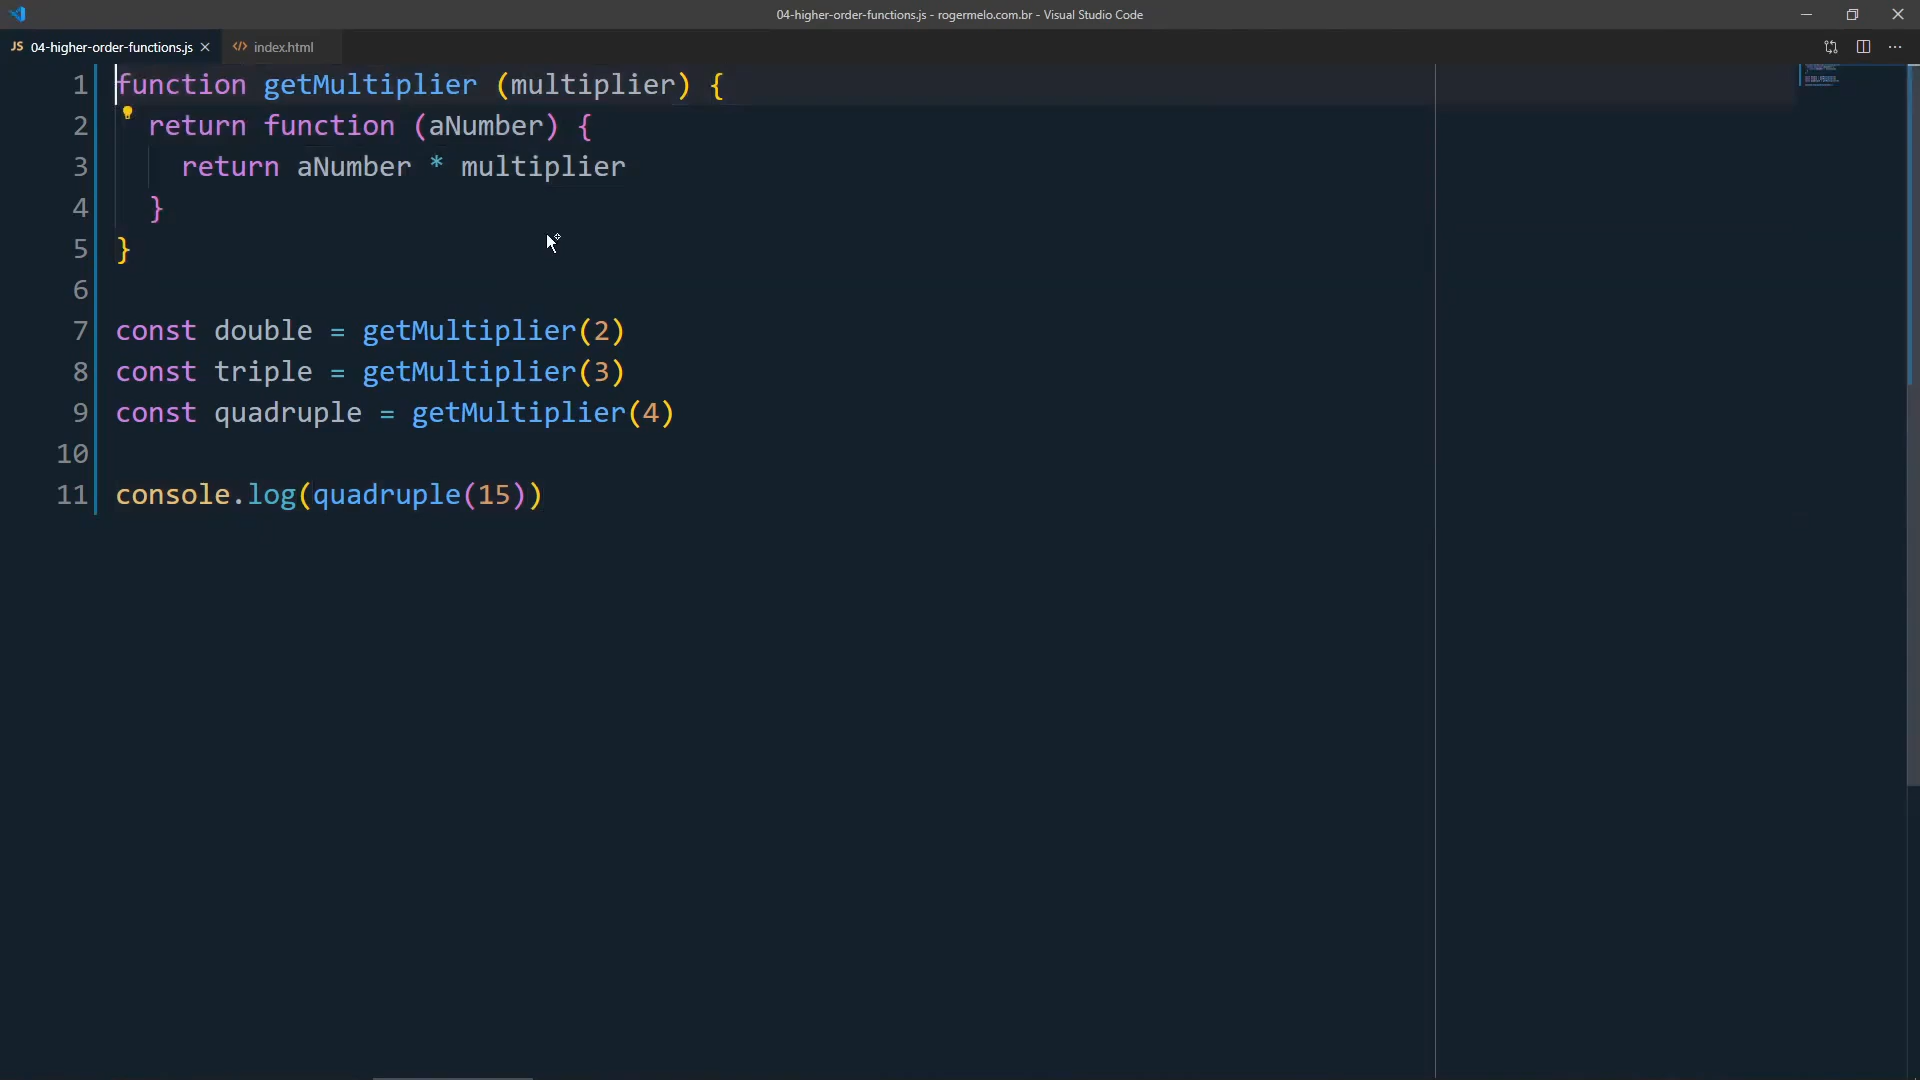 04-higher-order-functions.js - rogermelo.com.br - Visual Studio Code
JS 04-higher-order-functions.js
index.html
1 function getMultiplier (multiplier) {
2   return function (aNumber) {
3     return aNumber * multiplier
4   }
5 }
6
7 const double = getMultiplier(2)
8 const triple = getMultiplier(3)
9 const quadruple = getMultiplier(4)
10
11 console.log(quadruple(15))